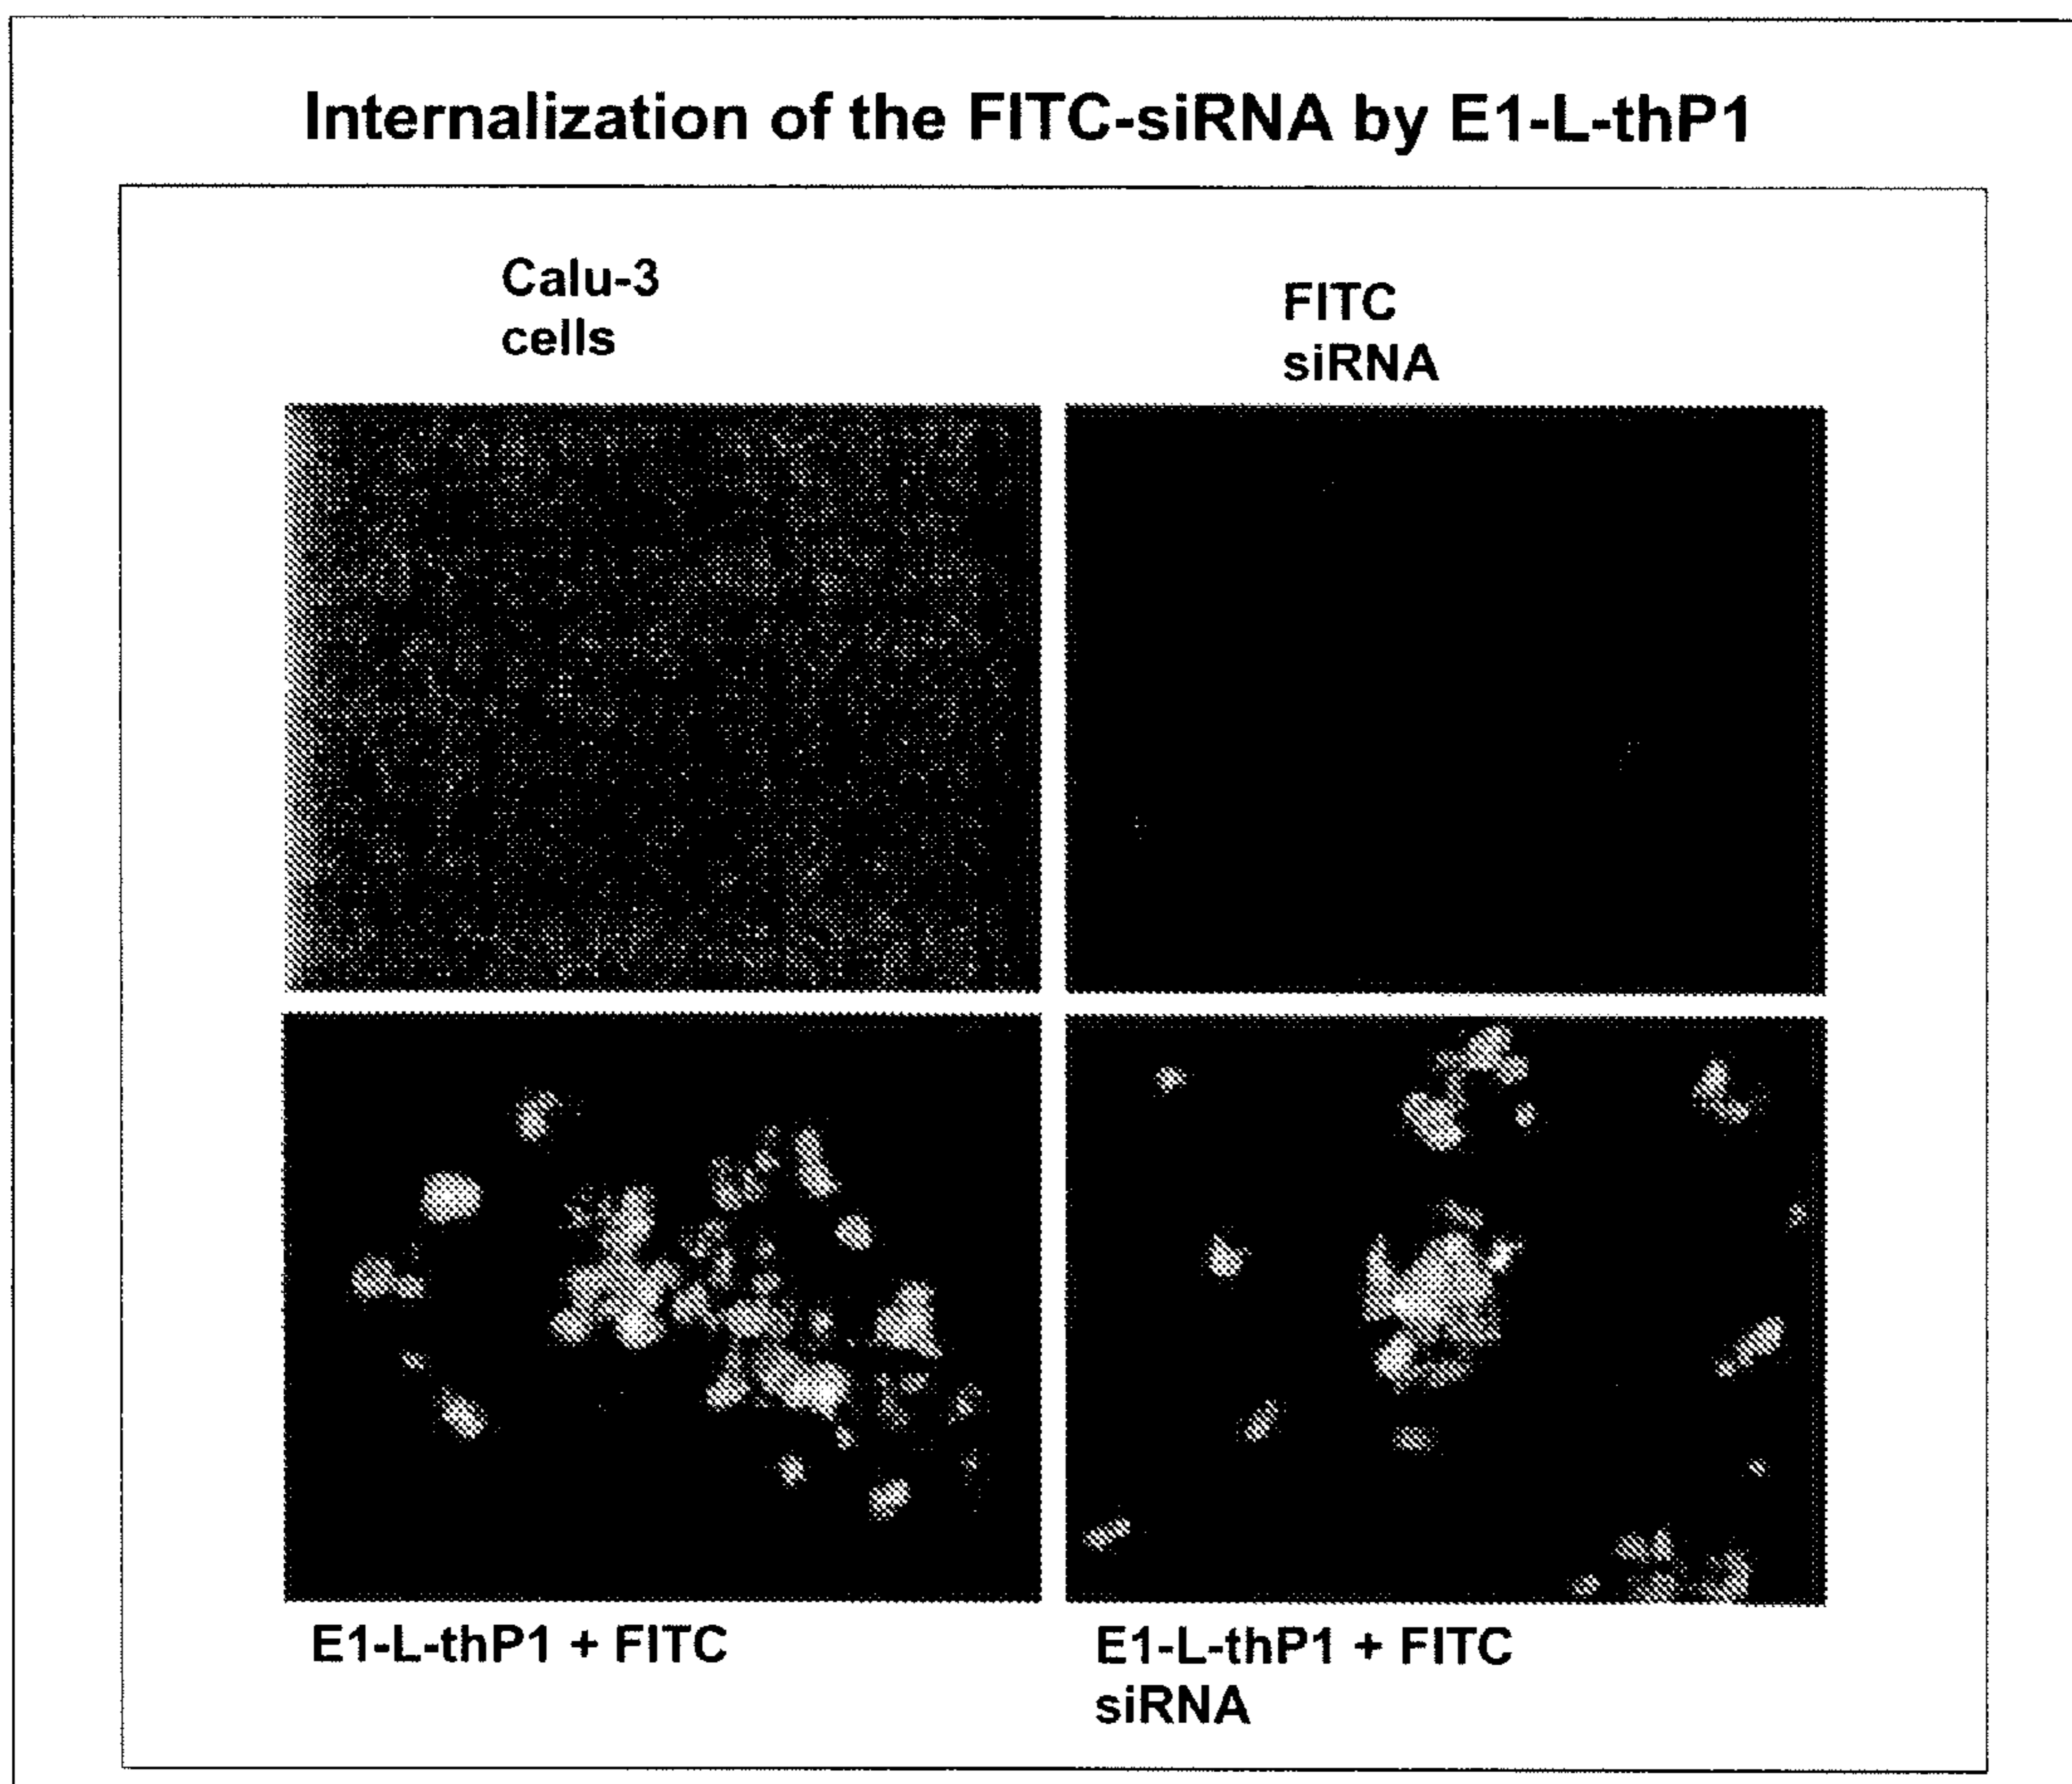 Internalization of the FITC-siRNA by E1-L-thP1
Calu-3
cells
FITC
siRNA
E1-L-thP1 + FITC
E1-L-thP1 + FITC
siRNA